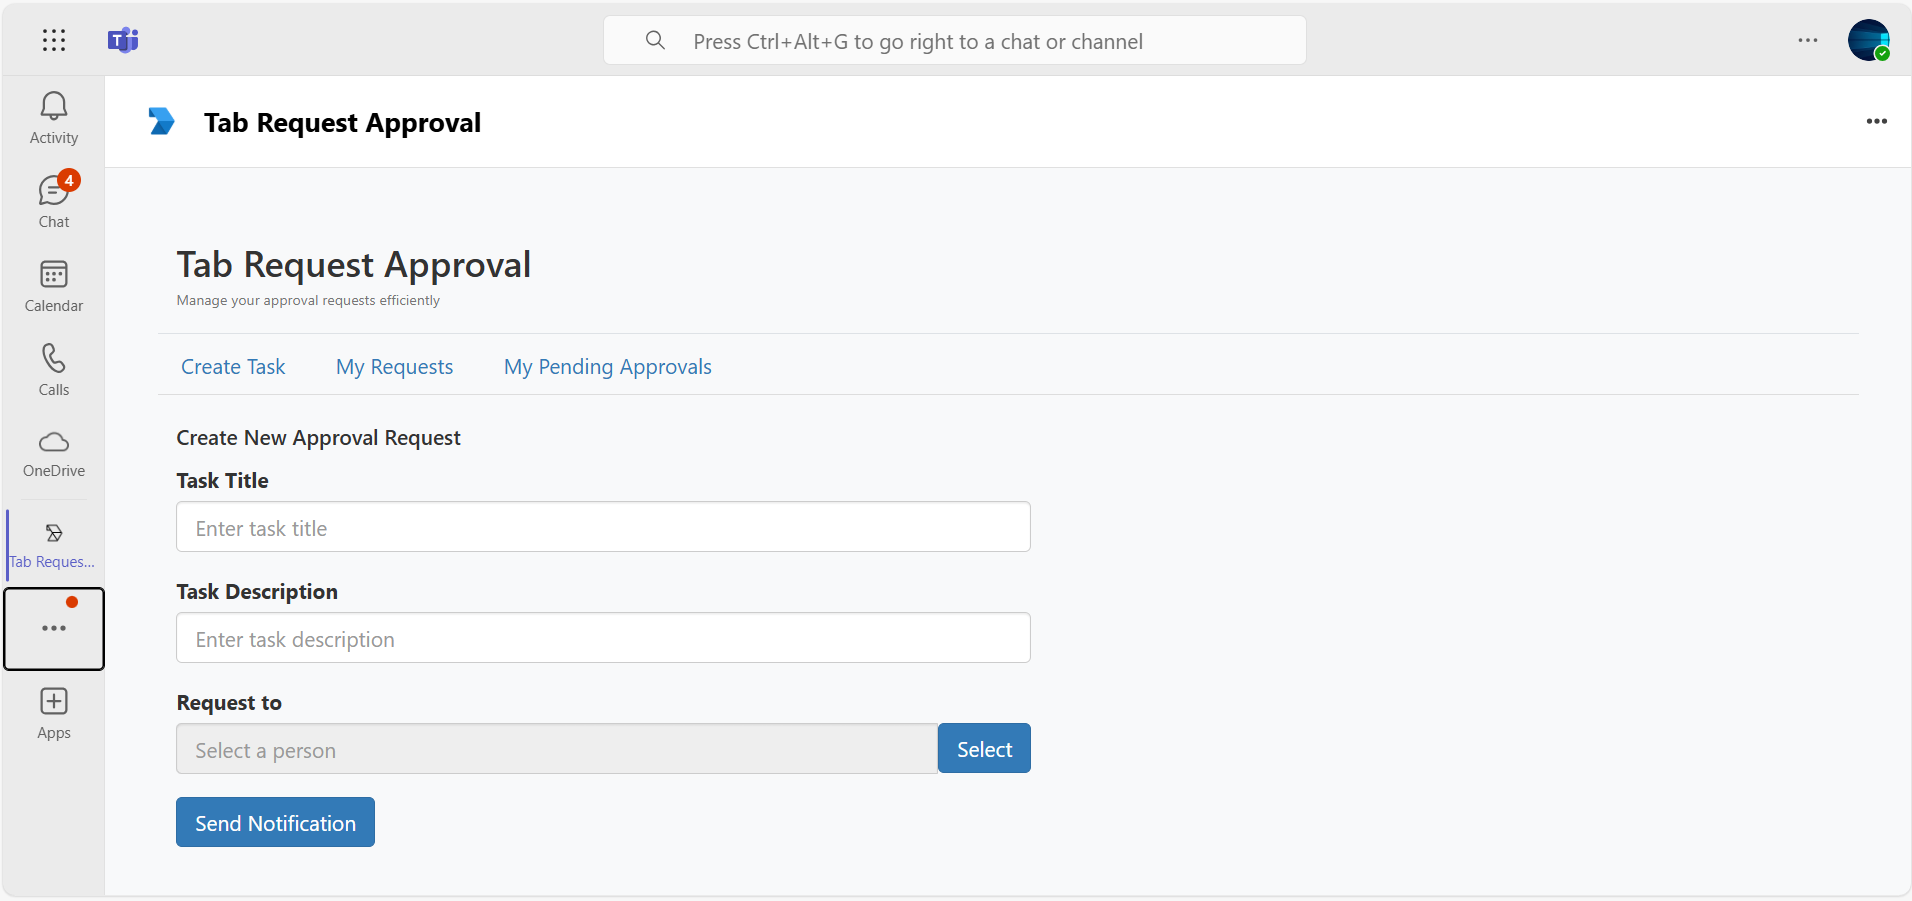 Press Ctrl+Alt+G to go right to a chat or channel
Activity
4
Chat
Calendar
Calls
OneDrive
Tab Reques...
Apps
Tab Request Approval
Tab Request Approval
Manage your approval requests efficiently
Create Task My Requests My Pending Approvals
Create New Approval Request
Task Title
Enter task title
Task Description
Enter task description
Request to
Select a person Select
Send Notification